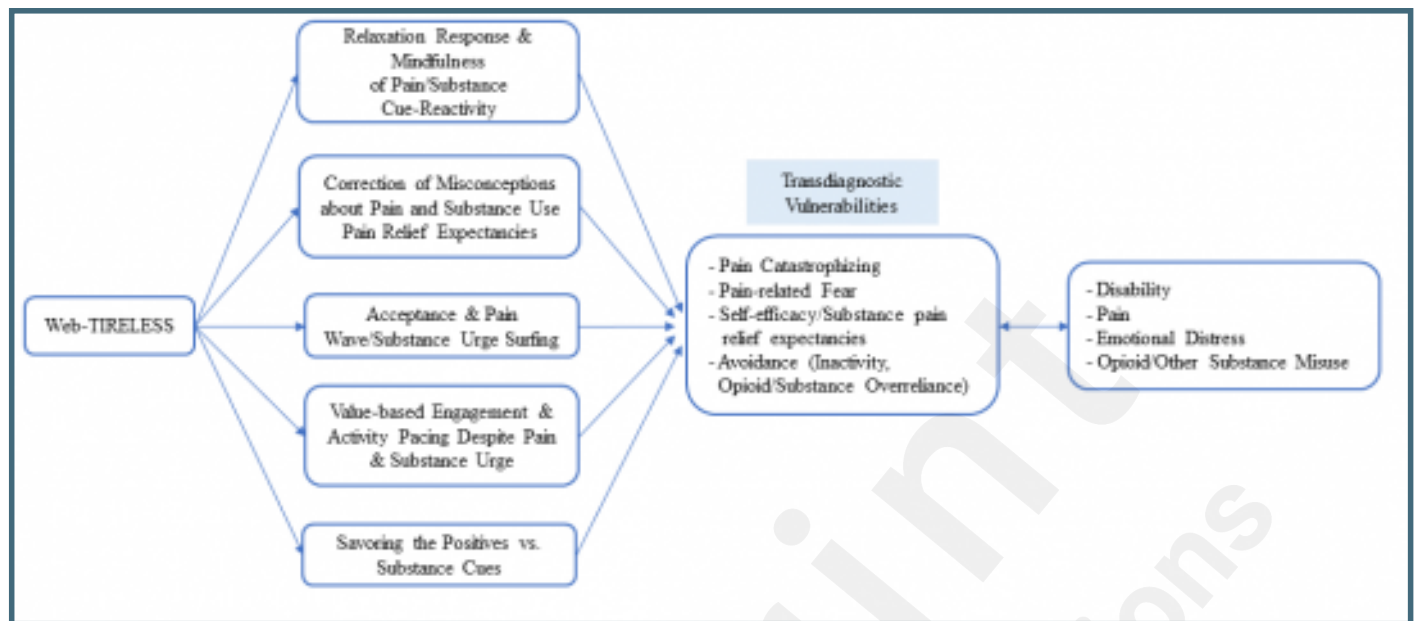 Relaxation Response &
Mindfulness
of Pain/Substance
Cue-Reactivity
Correction of Misconceptions
about Pain and Substance Use
Pain Relief Expectancies
Transdiagnostic
Vulnerabilities
Web-TIRELESS
Acceptance & Pain
Wave/Substance Urge Surfing
- Pain Catastrophizing
- Pain-related Fear
- Self-efficacy/Substance pain
relief expectancies
- Avoidance (Inactivity,
Opioid/Substance Overreliance)
- Disability
- Pain
- Emotional Distress
- Opioid/Other Substance Misuse
Value-based Engagement &
Activity Pacing Despite Pain
& Substance Urge
Savoring the Positives vs.
Substance Cues
int
ions